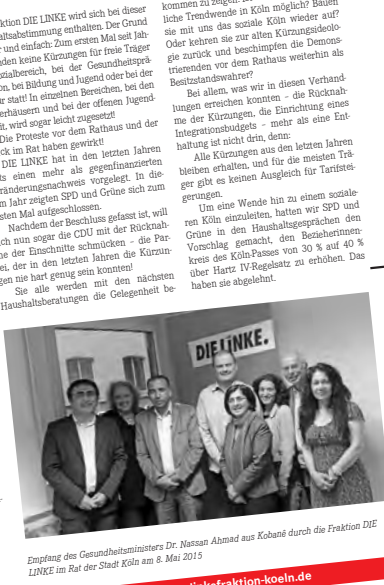 aktion DIE LINKE wird sich bei dieser
altsabstimmung enthalten. Der Grund
und einfach: Zum ersten Mal seit Jah-
nden keine Kürzungen für freie Träger
ozialbereich, bei der Gesundheitsprä-
on, bei Bildung und Jugend oder bei der
ur statt! In einzelnen Bereichen, bei den
erhäusern und bei der offenen Jugend-
it, wird sogar leicht zugesetzt!
Die Proteste vor dem Rathaus und der
ck im Rat haben gewirkt!
DIE LINKE hat in den letzten Jahren
ts einen mehr als gegenfinanzierten
ränderungsnachweis vorgelegt. In die-
m Jahr zeigten SPD und Grüne sich zum
sten Mal aufgeschlossen.
Nachdem der Beschluss gefasst ist, will
ch nun sogar die CDU mit der Rücknah-
e der Einschnitte schmücken – die Par-
ei, der in den letzten Jahren die Kürzun-
gen nie hart genug sein konnten!
Sie alle werden mit den nächsten
Haushaltsberatungen die Gelegenheit be-
kommen zu zeigen:
liche Trendwende in Köln möglich? Bauen
sie mit uns das soziale Köln wieder auf?
Oder kehren sie zur alten Kürzungsideolo-
gie zurück und beschimpfen die Demons-
trierenden vor dem Rathaus weiterhin als
Besitzstandswahrer?
Bei allem, was wir in diesen Verhand-
lungen erreichen konnten – die Rücknah-
me der Kürzungen, die Einrichtung eines
Integrationsbudgets – mehr als eine Ent-
haltung ist nicht drin, denn:
Alle Kürzungen aus den letzten Jahren
bleiben erhalten, und für die meisten Trä-
ger gibt es keinen Ausgleich für Tarifstei-
gerungen.
Um eine Wende hin zu einem soziale-
ren Köln einzuleiten, hatten wir SPD und
Grüne in den Haushaltsgesprächen den
Vorschlag gemacht, den Bezieherinnen-
kreis des Köln-Passes von 30 % auf 40 %
über Hartz IV-Regelsatz zu erhöhen. Das
haben sie abgelehnt.
DIE LINKE.
Empfang des Gesundheitsministers Dr. Nassan Ahmad aus Kobanê durch die Fraktion DIE
LINKE im Rat der Stadt Köln am 8. Mai 2015
linksfraktion-koeln.de